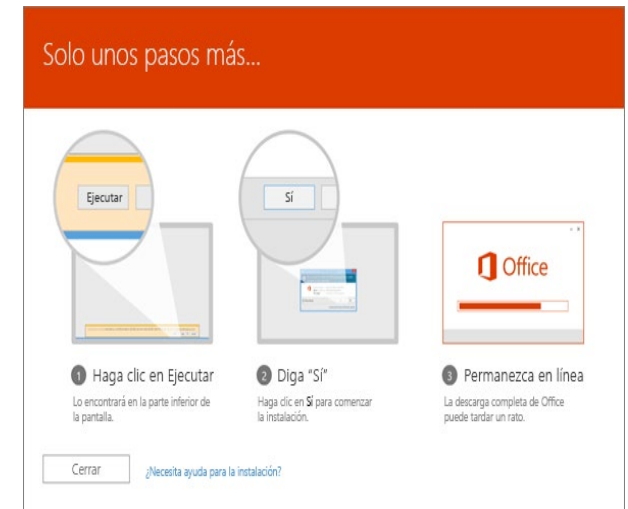 Solo unos pasos más...
Ejecutar
Sí
Office
1 Haga clic en Ejecutar
Lo encontrará en la parte inferior de
la pantalla.
2 Diga "Sí"
Haga clic en Sí para comenzar
la instalación.
3 Permanezca en línea
La descarga completa de Office
puede tardar un rato.
Cerrar
¿Necesita ayuda para la instalación?